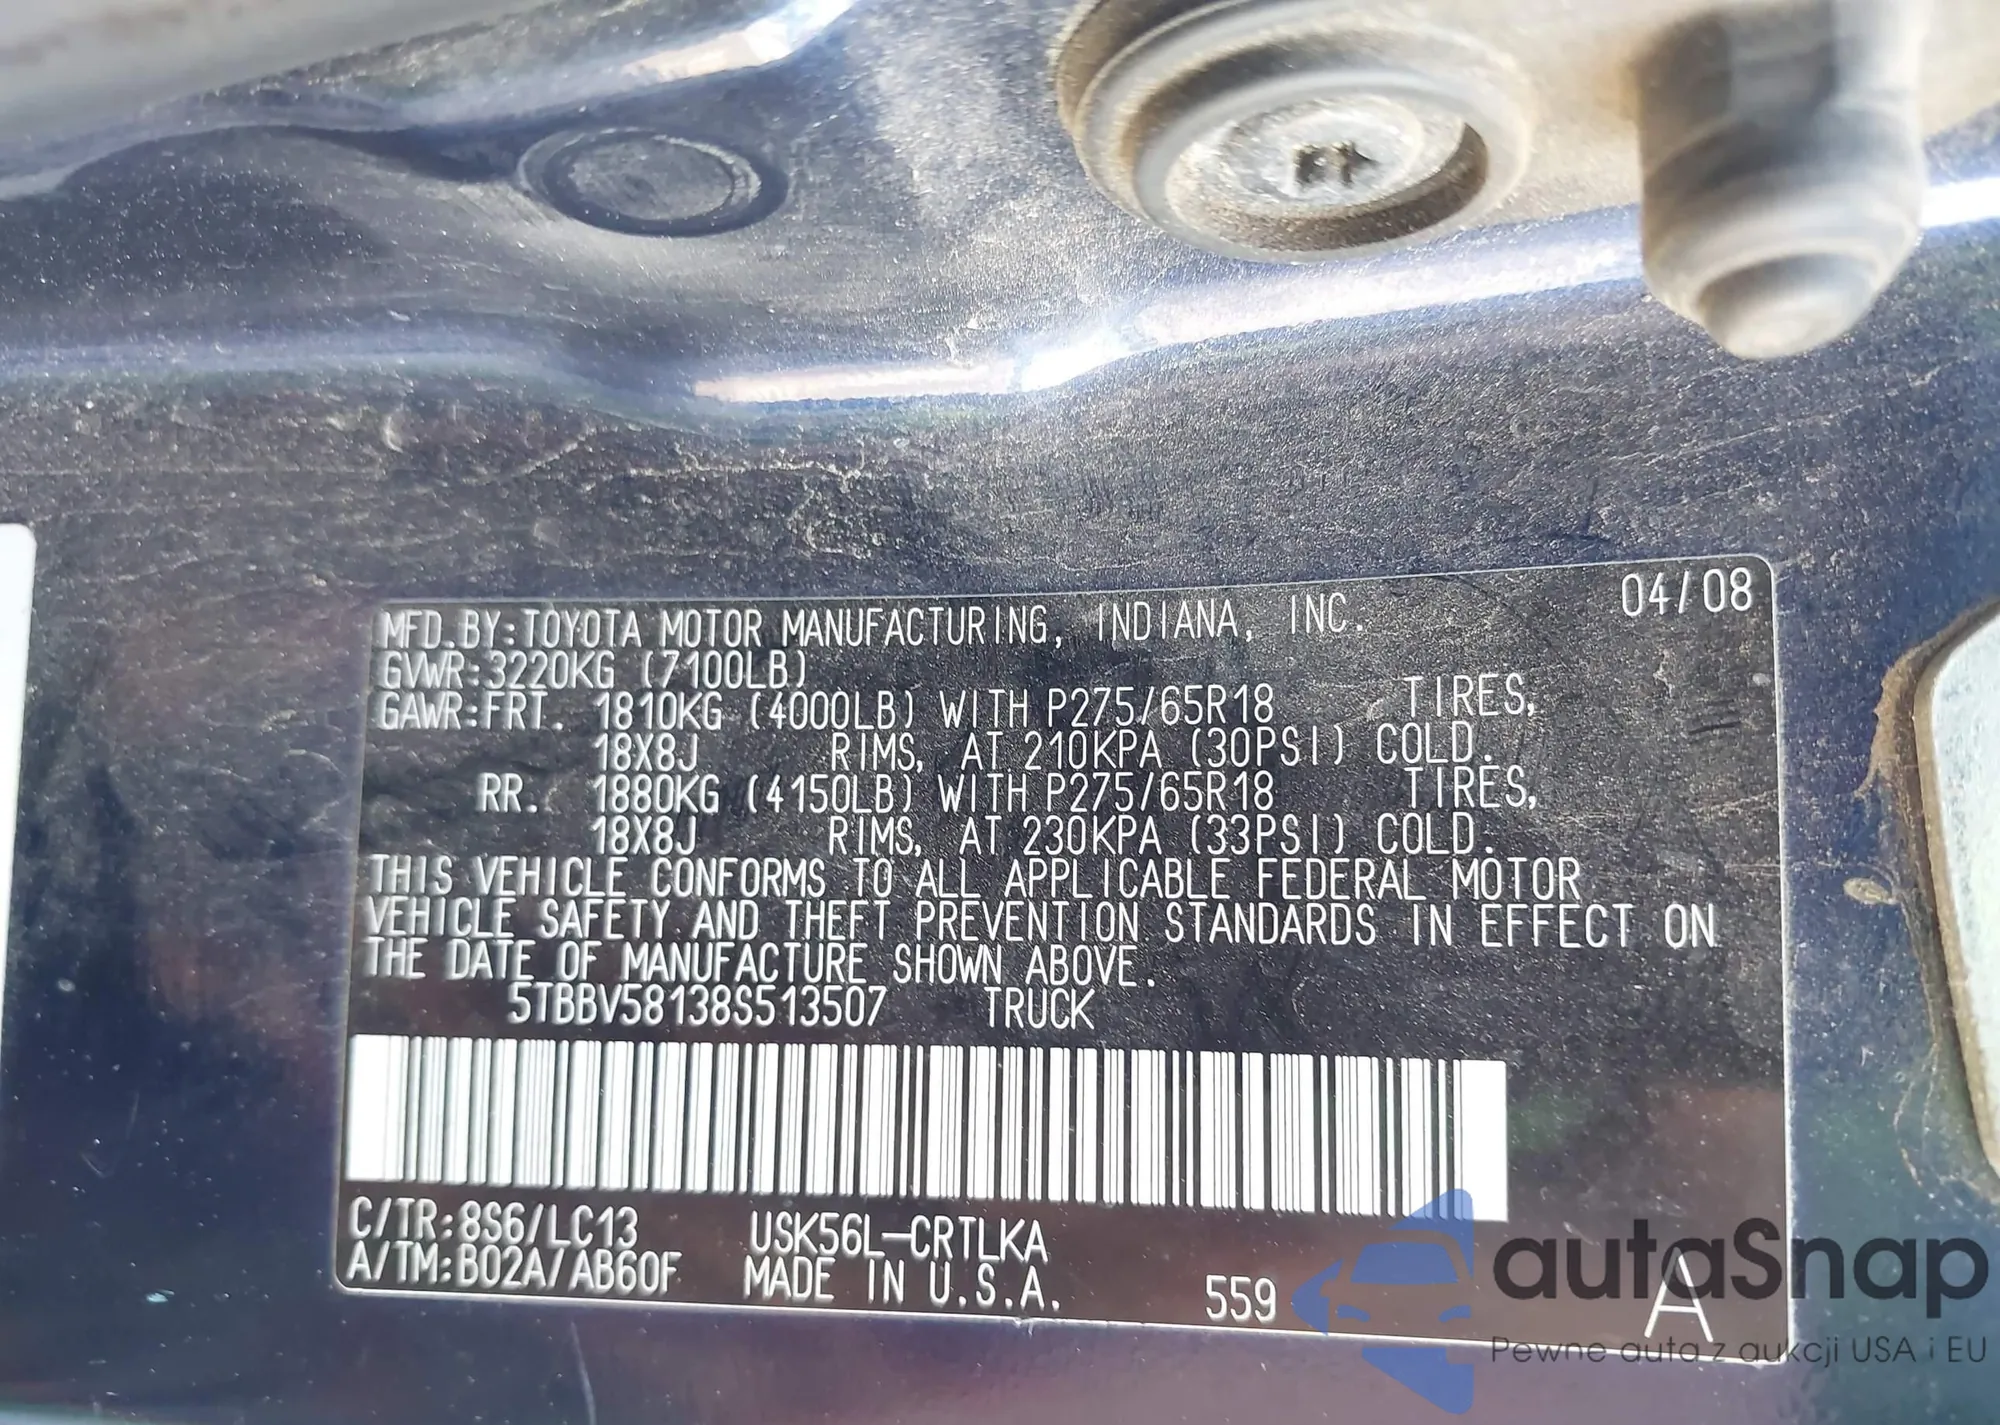 04/08
MFD.BY:TOYOTA MOTOR MANUFACTURING, INDIANA, INC.
GVWR:3220KG (7100LB)
GAWR:FRT. 1810KG (4000LB) WITH P275/65R18 TIRES,
18X8J RIMS, AT 210KPA (30PSI) COLD.
RR. 1880KG (4150LB) WITH P275/65R18 TIRES,
18X8J RIMS, AT 230KPA (33PSI) COLD.
THIS VEHICLE CONFORMS TO ALL APPLICABLE FEDERAL MOTOR
VEHICLE SAFETY AND THEFT PREVENTION STANDARDS IN EFFECT ON
THE DATE OF MANUFACTURE SHOWN ABOVE.
5TBBV58138S513507 TRUCK
C/TR:8S6/LC13 USK56L-CRTLKA
A/TM:B02A/AB60F MADE IN U.S.A. 559 A
autaSnap
Pewne auta z aukcji USA i EU